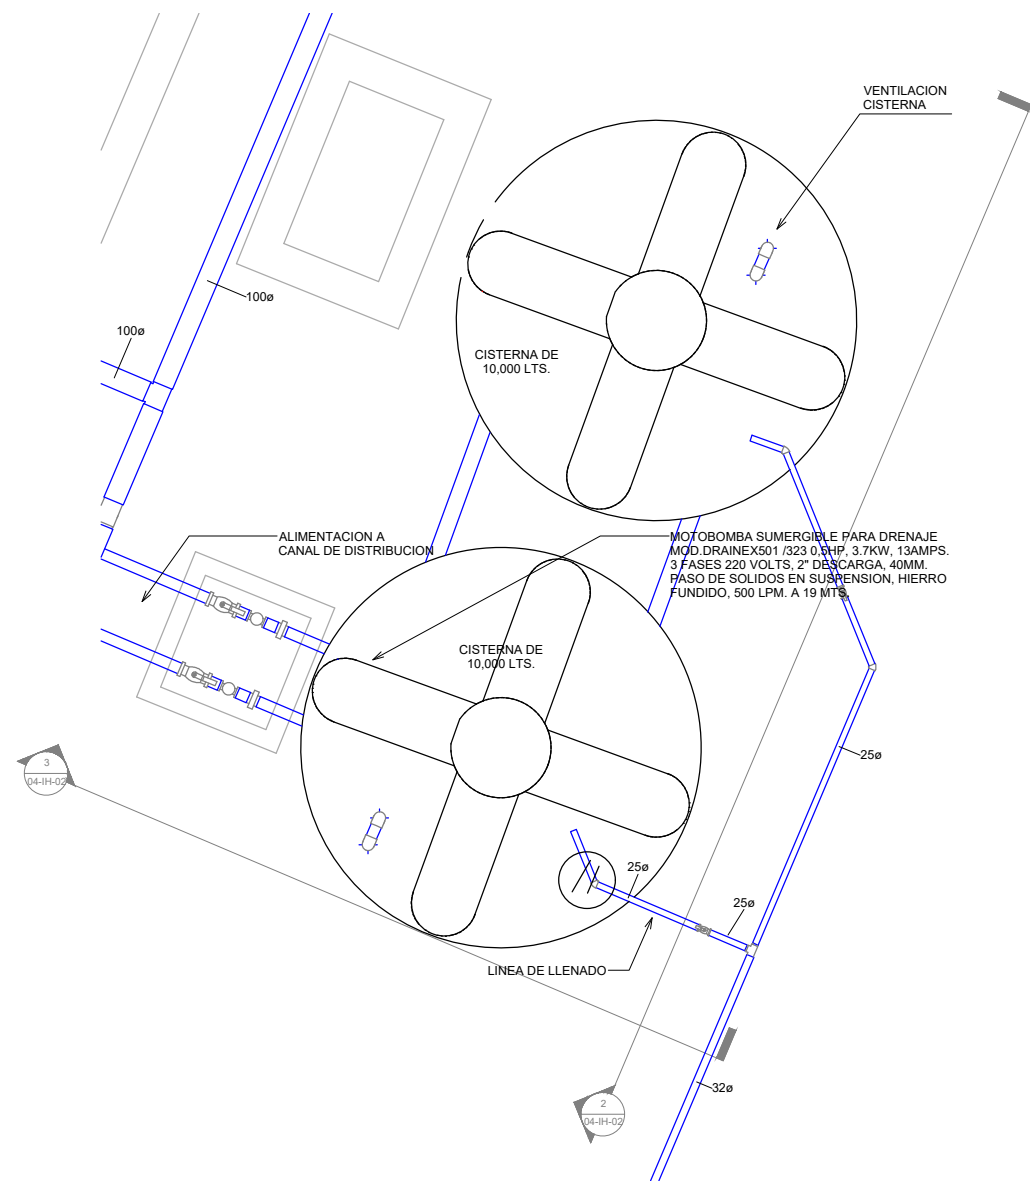 VENTILACION
CISTERNA
100ø
100ø
CISTERNA DE
10,000 LTS.
ALIMENTACION A
CANAL DE DISTRIBUCION
MOTOBOMBA SUMERGIBLE PARA DRENAJE
MOD.DRAINEX501 /323 0,5HP, 3.7KW, 13AMPS.
3 FASES 220 VOLTS, 2" DESCARGA, 40MM.
PASO DE SOLIDOS EN SUSPENSION, HIERRO
FUNDIDO, 500 LPM. A 19 MTS.
CISTERNA DE
10,000 LTS.
25ø
3
04-IH-02
25ø
25ø
LINEA DE LLENADO
32ø
2
04-IH-02